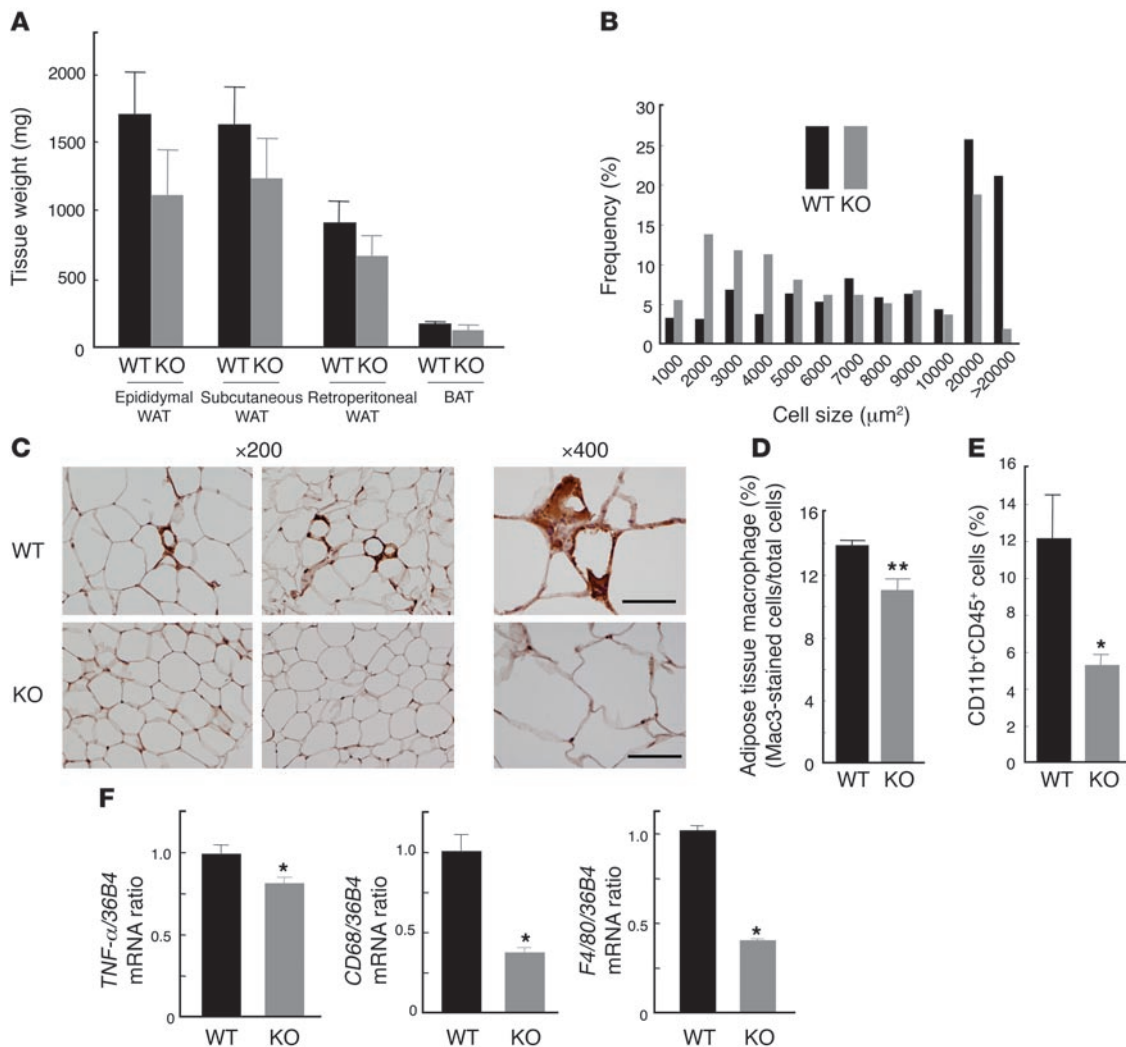 A
Tissue weight (mg)
2000
1500
1000
500
0
WT KO WT KO WT KO WT KO
Epididymal WAT
Subcutaneous WAT
Retroperitoneal WAT
BAT
B
Frequency (%)
30
25
20
15
10
5
0
WT KO
1000 2000 3000 4000 5000 6000 7000 8000 9000 10000 20000 >20000
Cell size (µm²)
C
×200
×400
WT
KO
D
Adipose tissue macrophage (%)
(Mac3-stained cells/total cells)
16
12
8
4
0
**
WT KO
E
CD11b⁺CD45⁺ cells (%)
16
14
12
10
8
6
4
2
0
*
WT KO
F
TNF-α/36B4
mRNA ratio
1.0
0.5
0
*
WT KO
CD68/36B4
mRNA ratio
1.0
0.5
0
*
WT KO
F4/80/36B4
mRNA ratio
1.0
0.5
0
*
WT KO